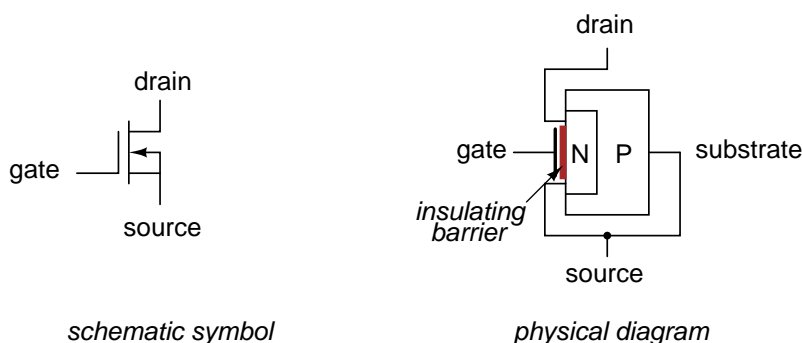 drain
gate
source
schematic symbol
drain
gate
N
P
substrate
insulating
barrier
source
physical diagram